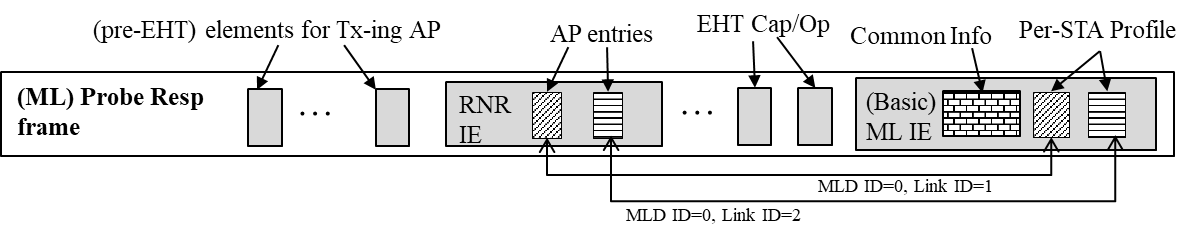 (pre-EHT) elements for Tx-ing AP
AP entries
EHT Cap/Op
Common Info
Per-STA Profile
(ML) Probe Resp
frame
...
RNR
IE
...
(Basic)
ML IE
MLD ID=0, Link ID=1
MLD ID=0, Link ID=2